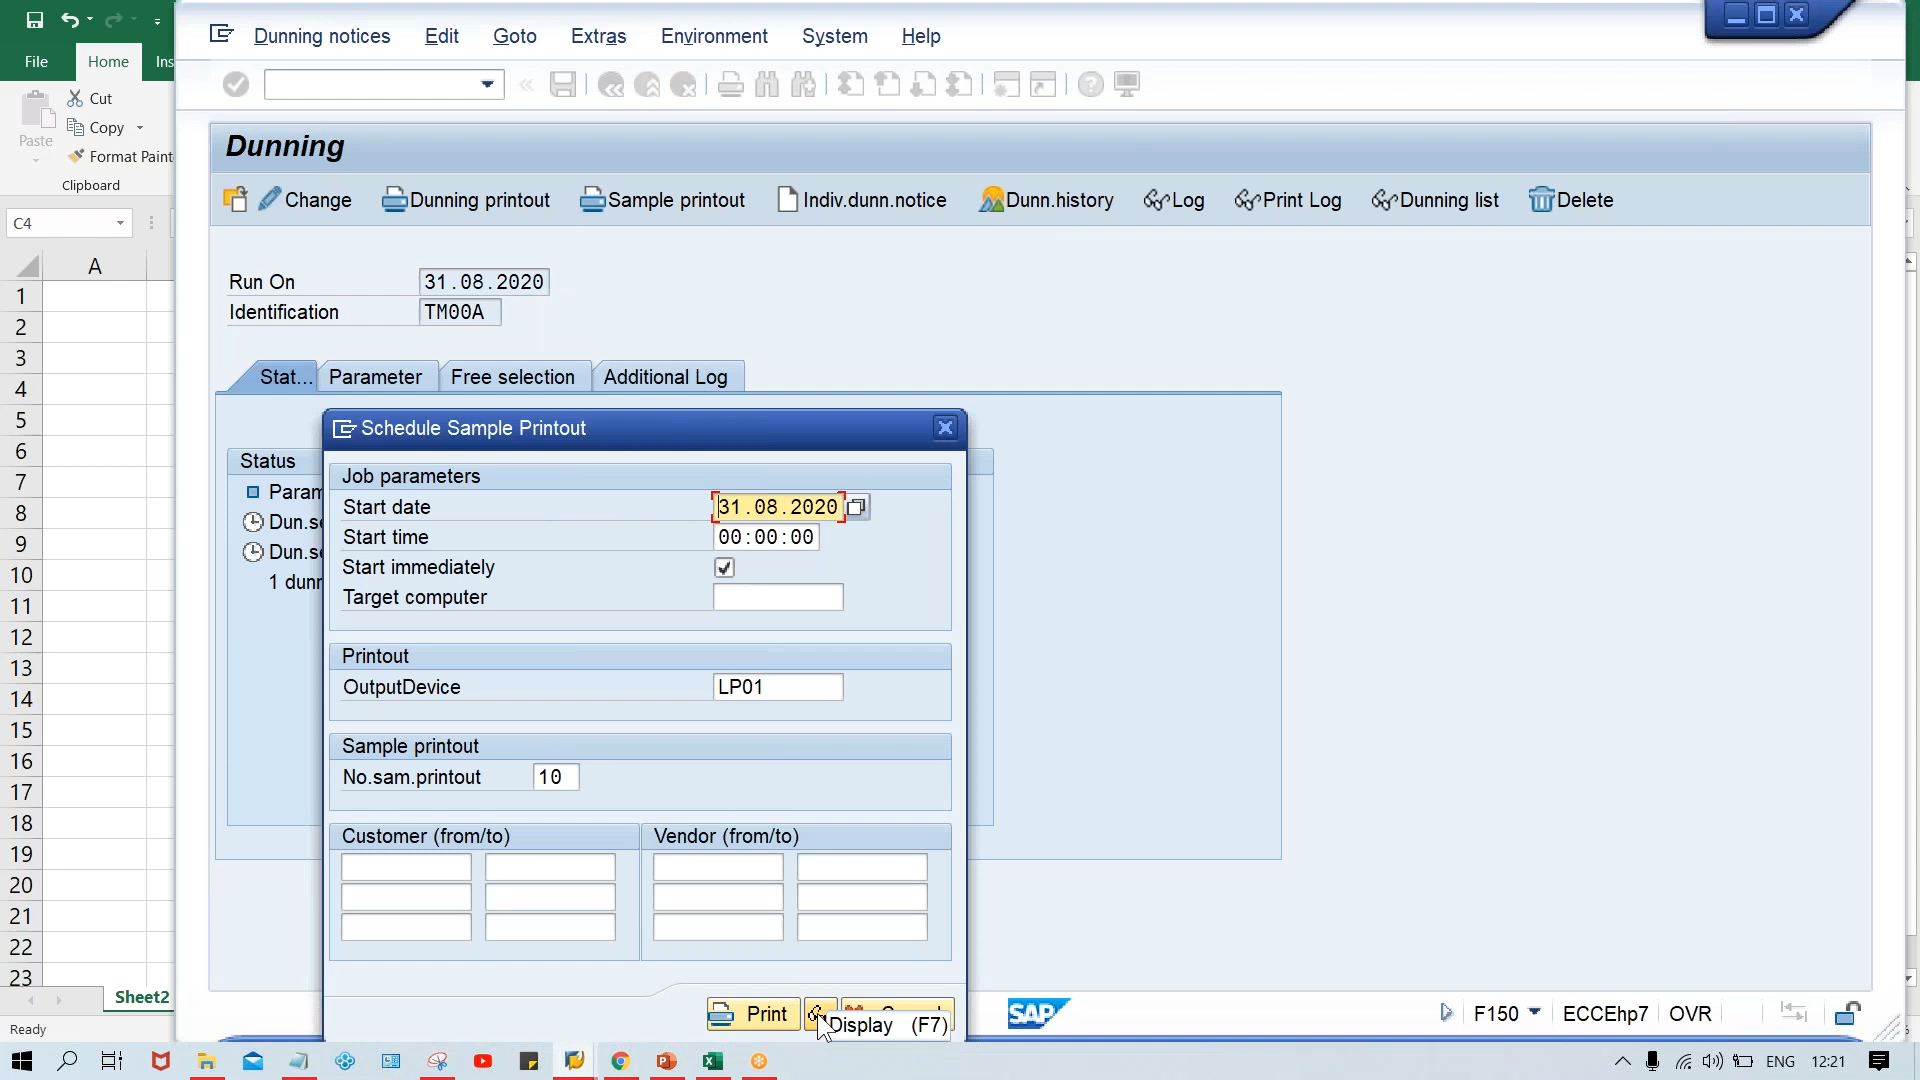 Dunning notices Edit Goto Extras Environment System Help
File Home Ins
Cut
Copy
Format Paint
Paste
Clipboard
Dunning
Change Dunning printout Sample printout Indiv.dunn.notice Dunn.history Log Print Log Dunning list Delete
C4
A
Run On 31.08.2020
Identification TM00A
Stat... Parameter Free selection Additional Log
Schedule Sample Printout
Status
Param
Dun.se
Dun.se
1 dunn
Job parameters
Start date 31.08.2020
Start time 00:00:00
Start immediately
Target computer
Printout
OutputDevice LP01
Sample printout
No.sam.printout 10
Customer (from/to) Vendor (from/to)
Print
Display (F7)
1
2
3
4
5
6
7
8
9
10
11
12
13
14
15
16
17
18
19
20
21
22
23
Sheet2
Ready
SAP F150 ECCEhp7 OVR
ENG 12:21